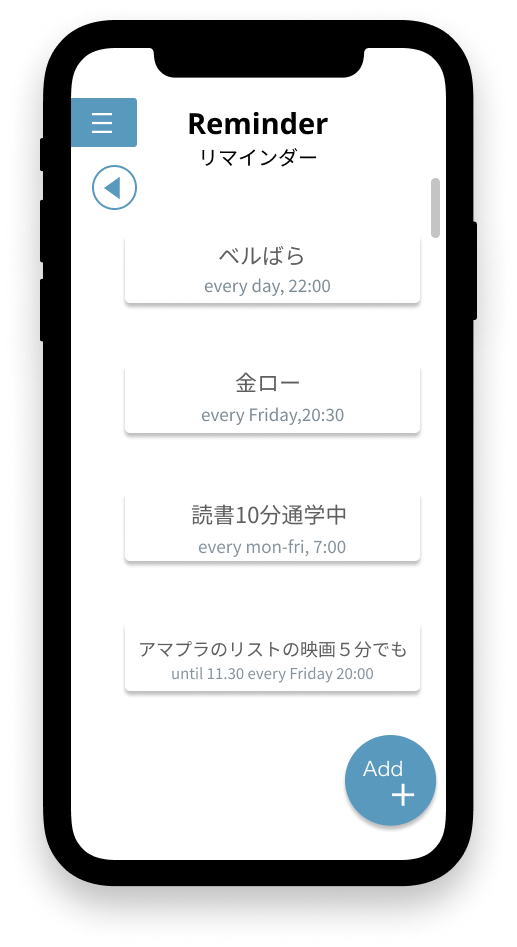 Reminder
リマインダー
ベルばら
every day, 22:00
金ロー
every Friday,20:30
読書10分通学中
every mon-fri, 7:00
アマプラのリストの映画５分でも
until 11.30 every Friday 20:00
Add